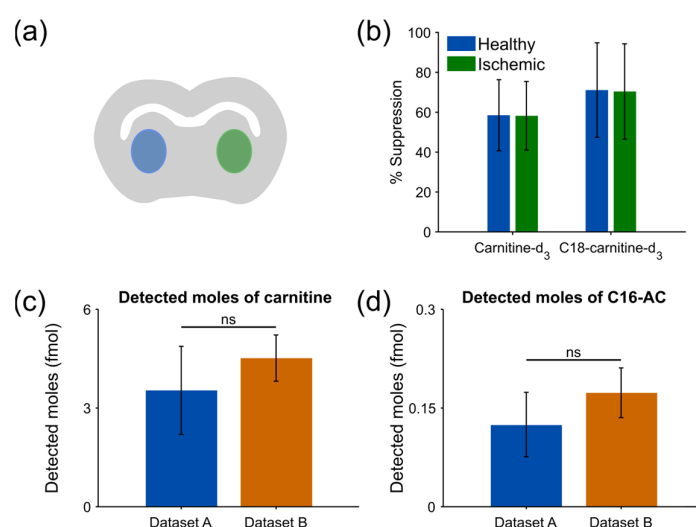 (a)
(b)
100
80
60
40
20
0
% Suppression
Healthy
Ischemic
Carnitine-d3 C18-carnitine-d3
(c)
Detected moles of carnitine
6
3
0
Detected moles (fmol)
ns
Dataset A Dataset B
(d)
Detected moles of C16-AC
0.3
0.15
0
Detected moles (fmol)
ns
Dataset A Dataset B